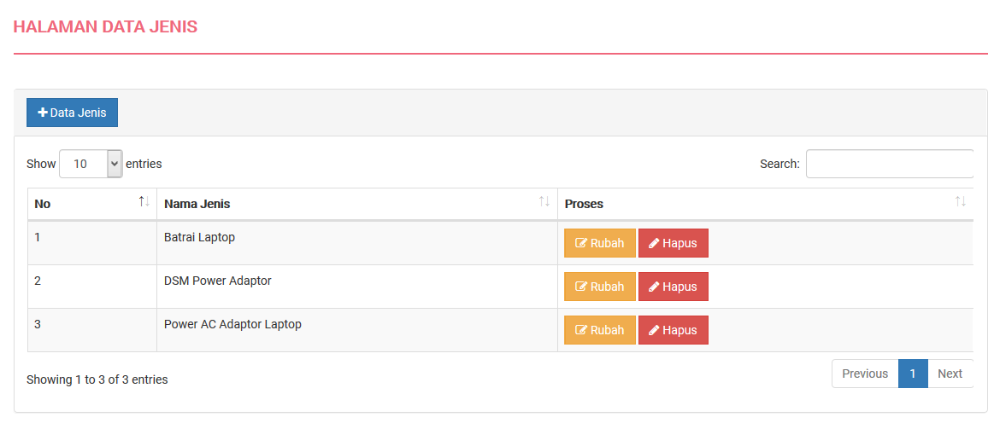 HALAMAN DATA JENIS
Data Jenis
Show 10 entries Search:
No Nama Jenis Proses
1 Batrai Laptop Rubah Hapus
2 DSM Power Adaptor Rubah Hapus
3 Power AC Adaptor Laptop Rubah Hapus
Showing 1 to 3 of 3 entries Previous 1 Next